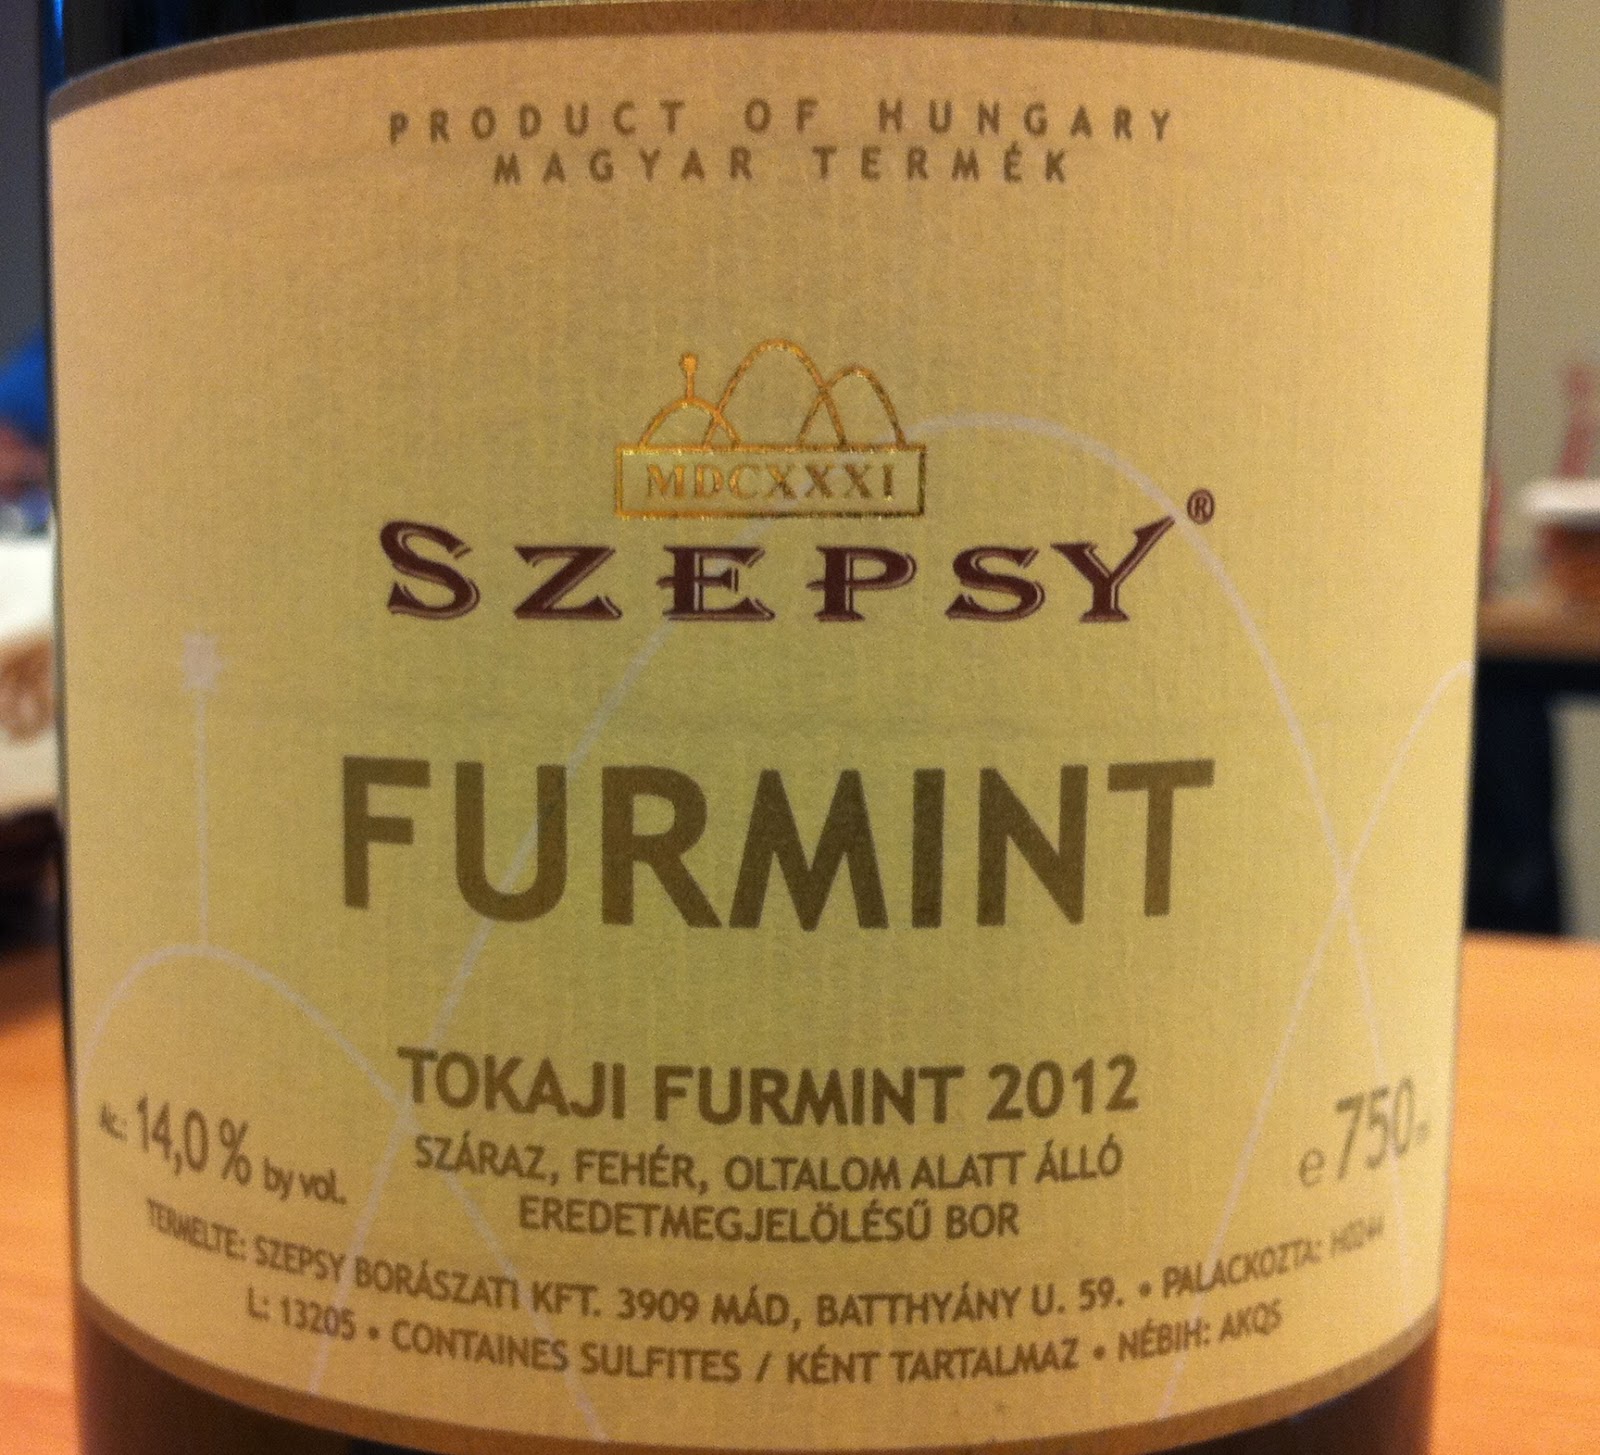 PRODUCT OF HUNGARY
MAGYAR TERMÉK
MDCXXXI
SZEPSY®
FURMINT
TOKAJI FURMINT 2012
Alc.: 14,0 % by vol.
SZÁRAZ, FEHÉR, OLTALOM ALATT ÁLLÓ
EREDETMEGJELÖLÉSŰ BOR
e 750
TERMELTE: SZEPSY BORÁSZATI KFT. 3909 MÁD, BATTHYÁNY U. 59. • PALACKOZTA: H0244
L: 13205 • CONTAINES SULFITES / KÉNT TARTALMAZ • NÉBIH: AKQS